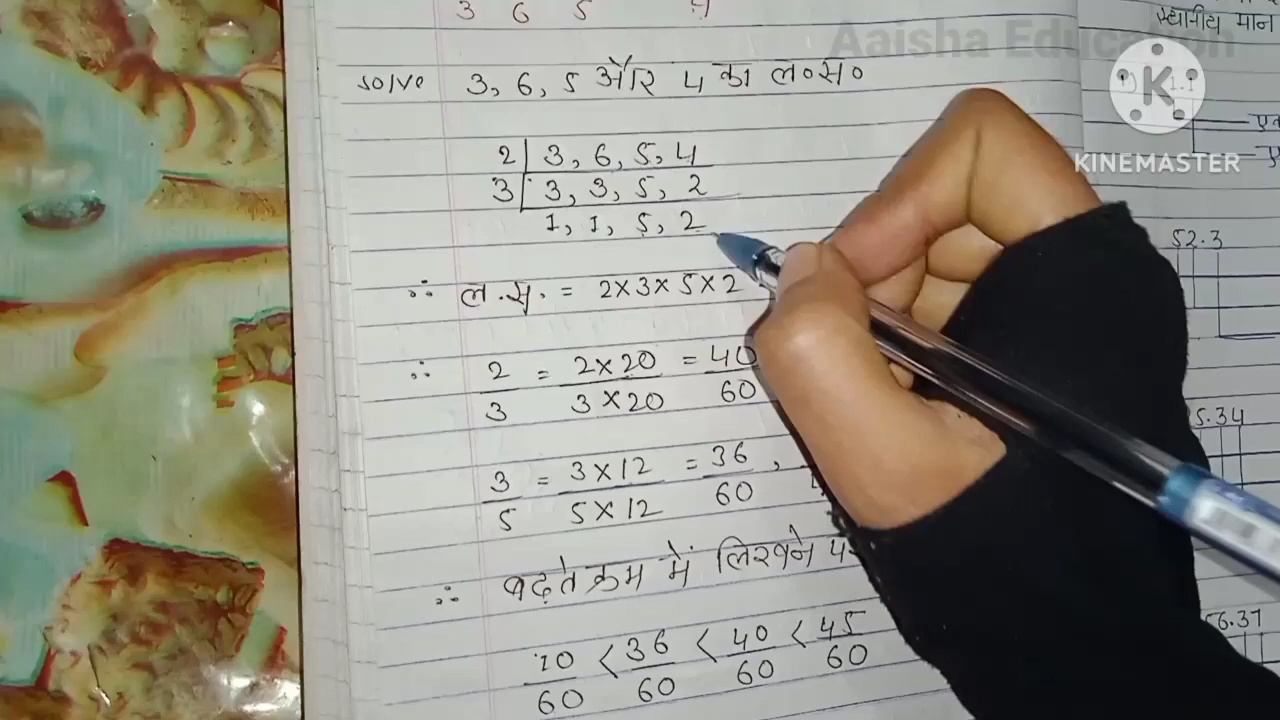 3 6 5 4
solve 3, 6, 5 और 4 का ल०स०
2 | 3, 6, 5, 4
3 | 3, 3, 5, 2
1, 1, 5, 2
∴ ल.स. = 2×3×5×2
∴ 2/3 = 2×20/3×20 = 40/60
3/5 = 3×12/5×12 = 36/60,
∴ बढ़ते क्रम में लिखने
10/60 < 36/60 < 40/60 < 45/60
Aaisha Education
स्थानीय मान
K
KINEMASTER
52.3
5.34
56.37